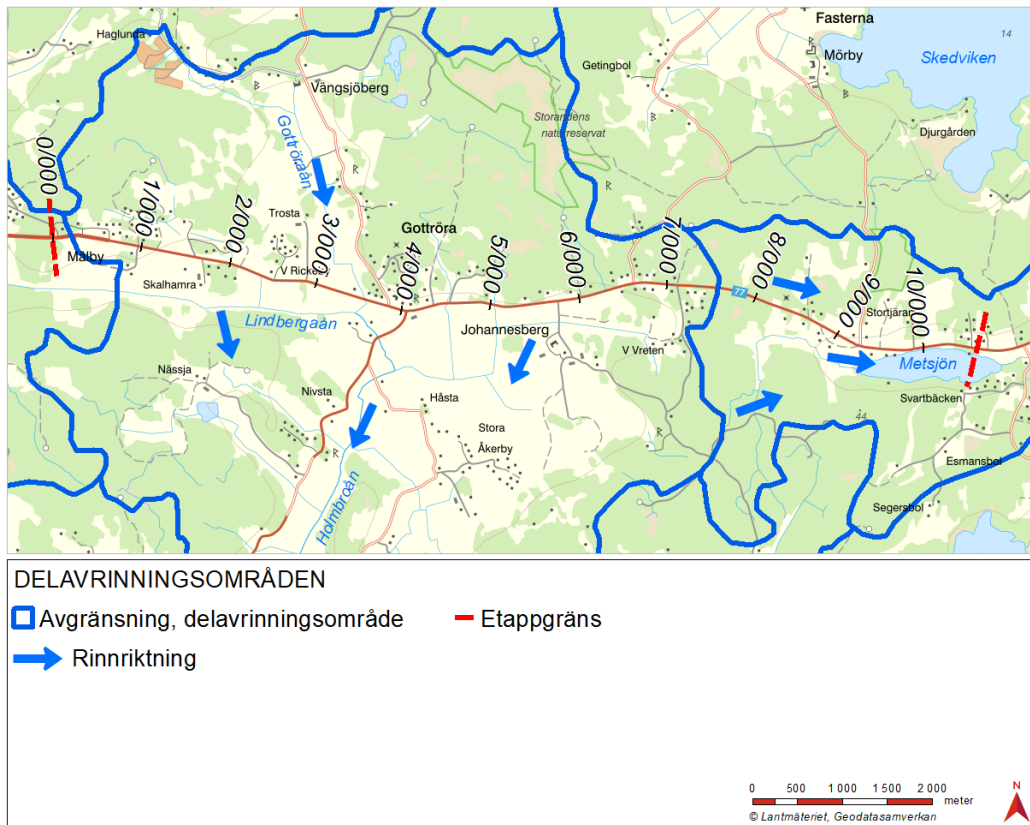 Fasterna
Mörby
Skedviken
14
Haglunda
Getingbol
Vängsjöberg
Storandens
naturreservat
Djurgården
Gottröraån
0/000
1/000
2/000
3/000
4/000
5/000
6/000
7/000
8/000
9/000
10/000
Trosta
Gottröra
Målby
Skalhamra
V Rickeby
77
Stortjäran
Lindbergaån
Johannesberg
V Vreten
Metsjön
Nässja
Nivsta
Håsta
Svartbäcken
Stora
Åkerby
44
Esmansbol
Holmbroån
Segersbol
DELAVRINNINGSOMRÅDEN
Avgränsning, delavrinningsområde
Etappgräns
Rinnriktning
N
0 500 1 000 1 500 2 000
meter
© Lantmäteriet, Geodatasamverkan